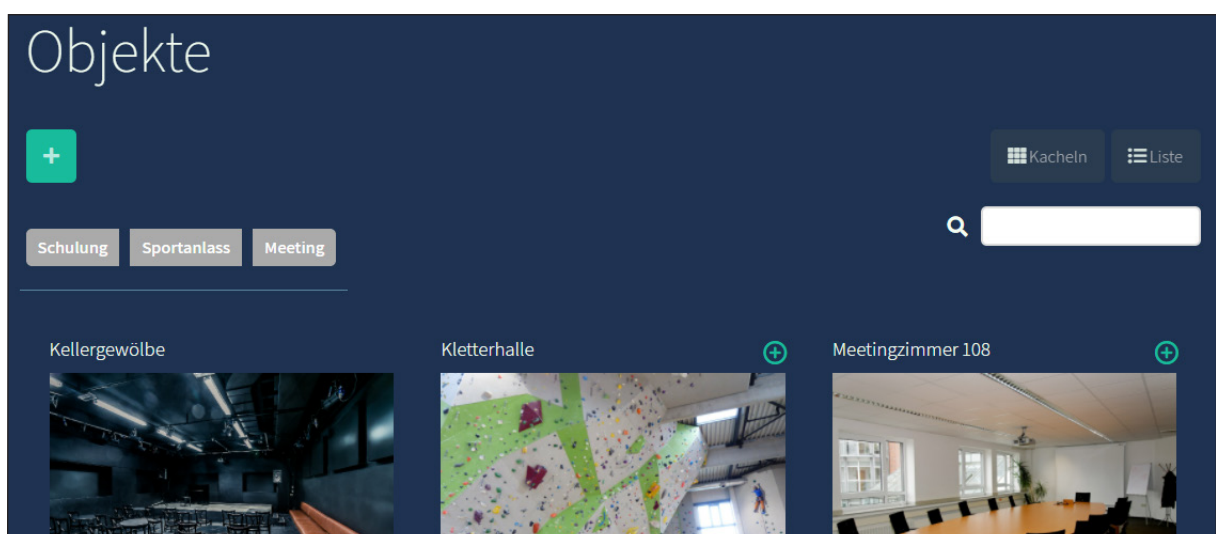 Objekte
+
Kacheln
Liste
Schulung
Sportanlass
Meeting
Kellergewölbe
Kletterhalle
Meetingzimmer 108